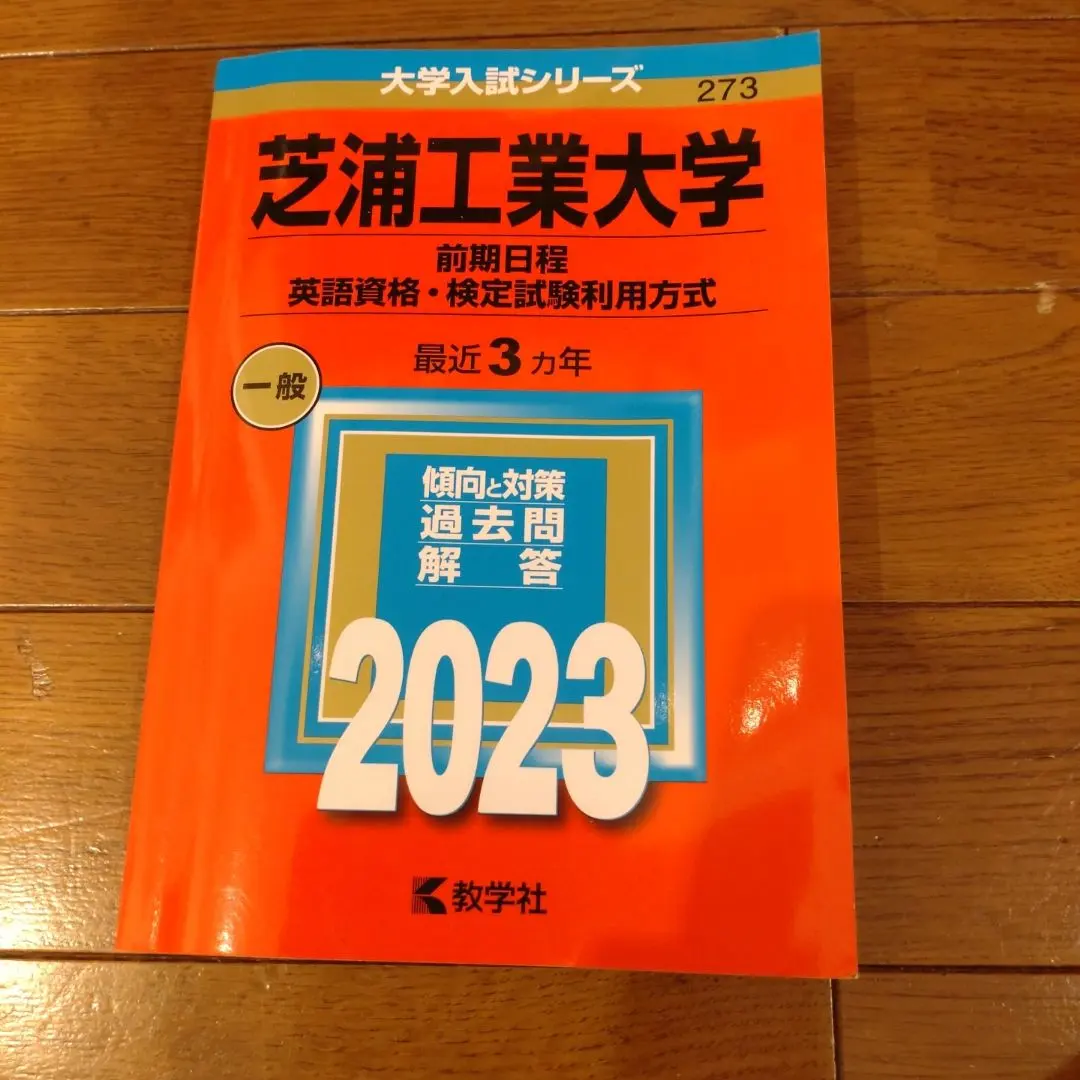 大学入試シリーズ
273
芝浦工業大学
前期日程
英語資格・検定試験利用方式
最近3ヵ年
一般
傾向と対策
過去問
解答
2023
教学社